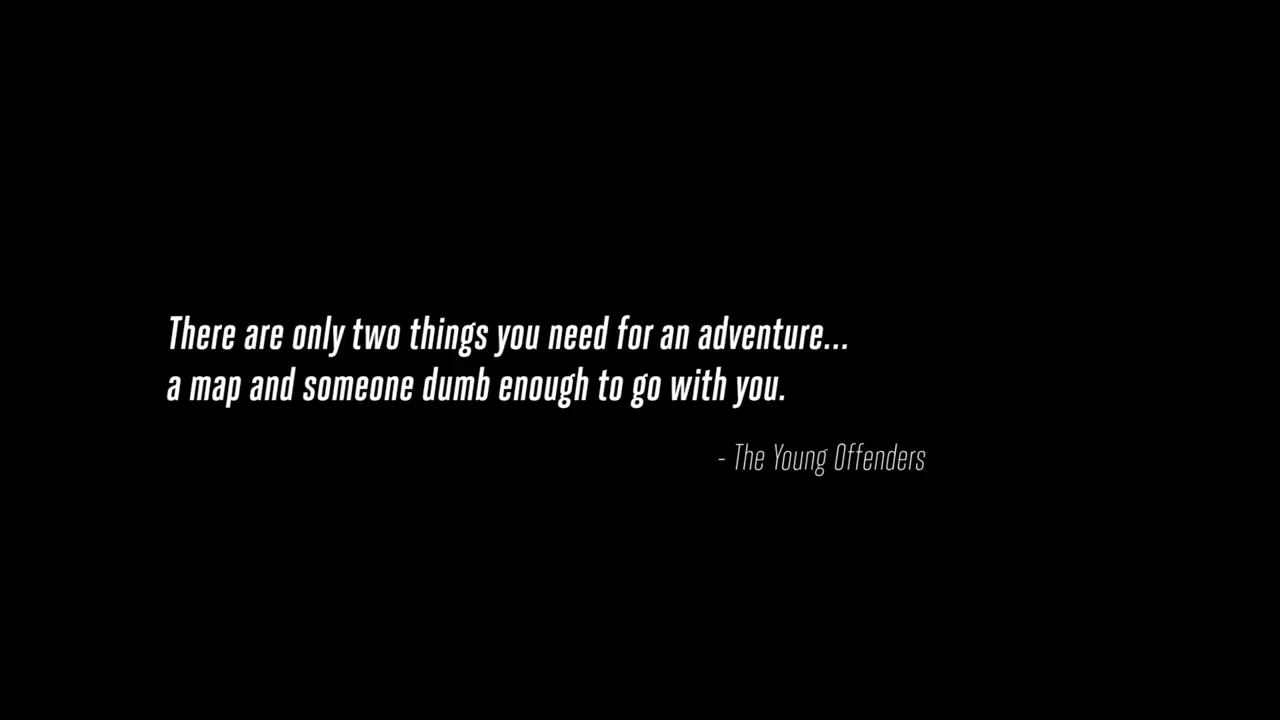 There are only two things you need for an adventure...
a map and someone dumb enough to go with you.
- The Young Offenders